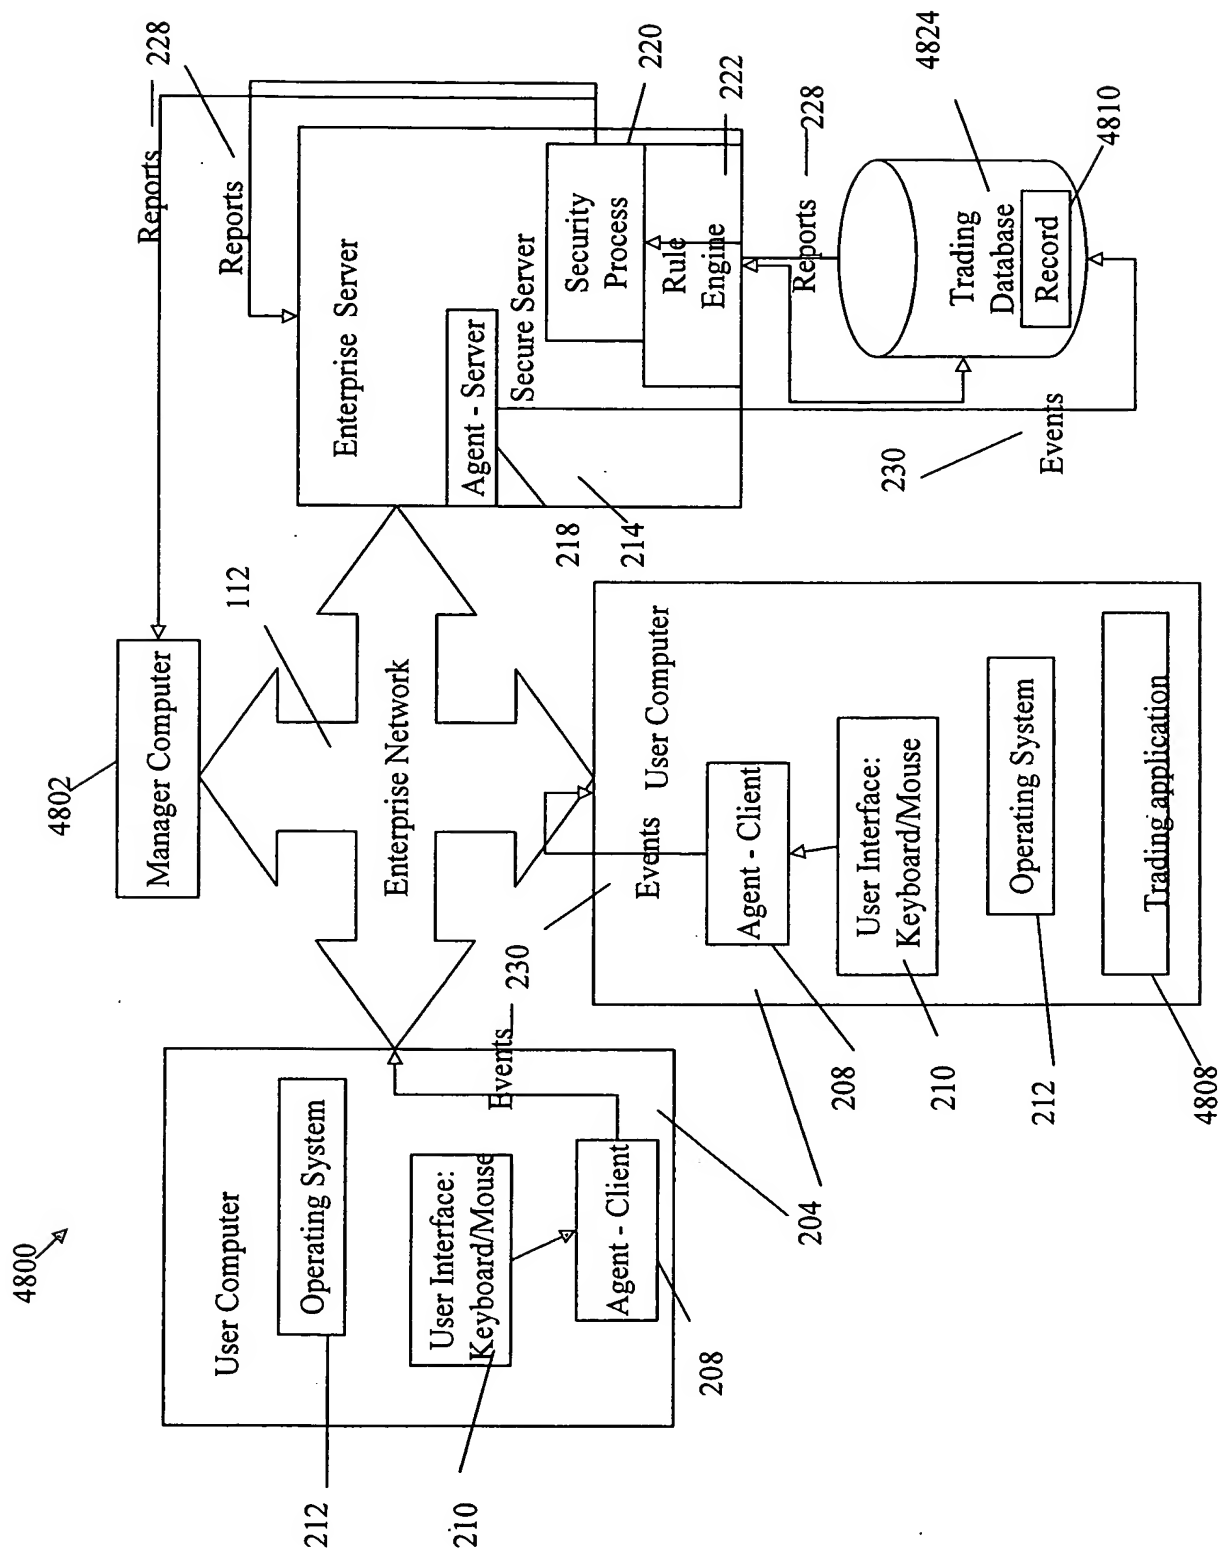 4800
User Computer
Operating System
212
User Interface:
Keyboard/Mouse
210
Agent - Client
208
Events
230
204
4802
Manager Computer
112
Enterprise Network
Reports
228
Reports
Enterprise Server
Agent - Server
Secure Server
218
214
Security
Process
220
Rule
Engine
222
Reports
228
Trading
Database
4824
Record
4810
Events
230
User Computer
Events
230
Agent - Client
208
User Interface:
Keyboard/Mouse
210
Operating System
212
Trading application
4808